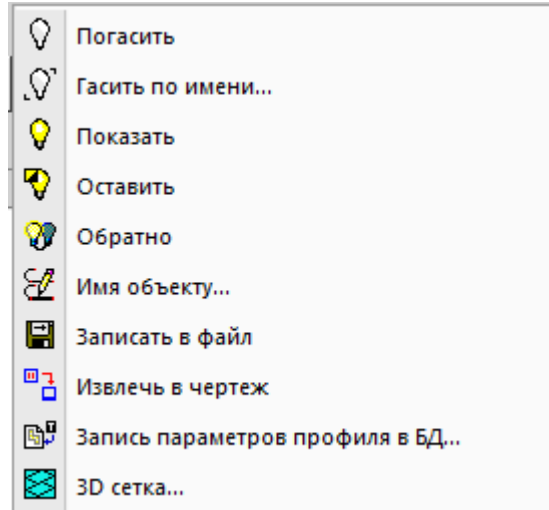 Погасить
Гасить по имени...
Показать
Оставить
Обратно
Имя объекту...
Записать в файл
Извлечь в чертеж
Запись параметров профиля в БД...
3D сетка...